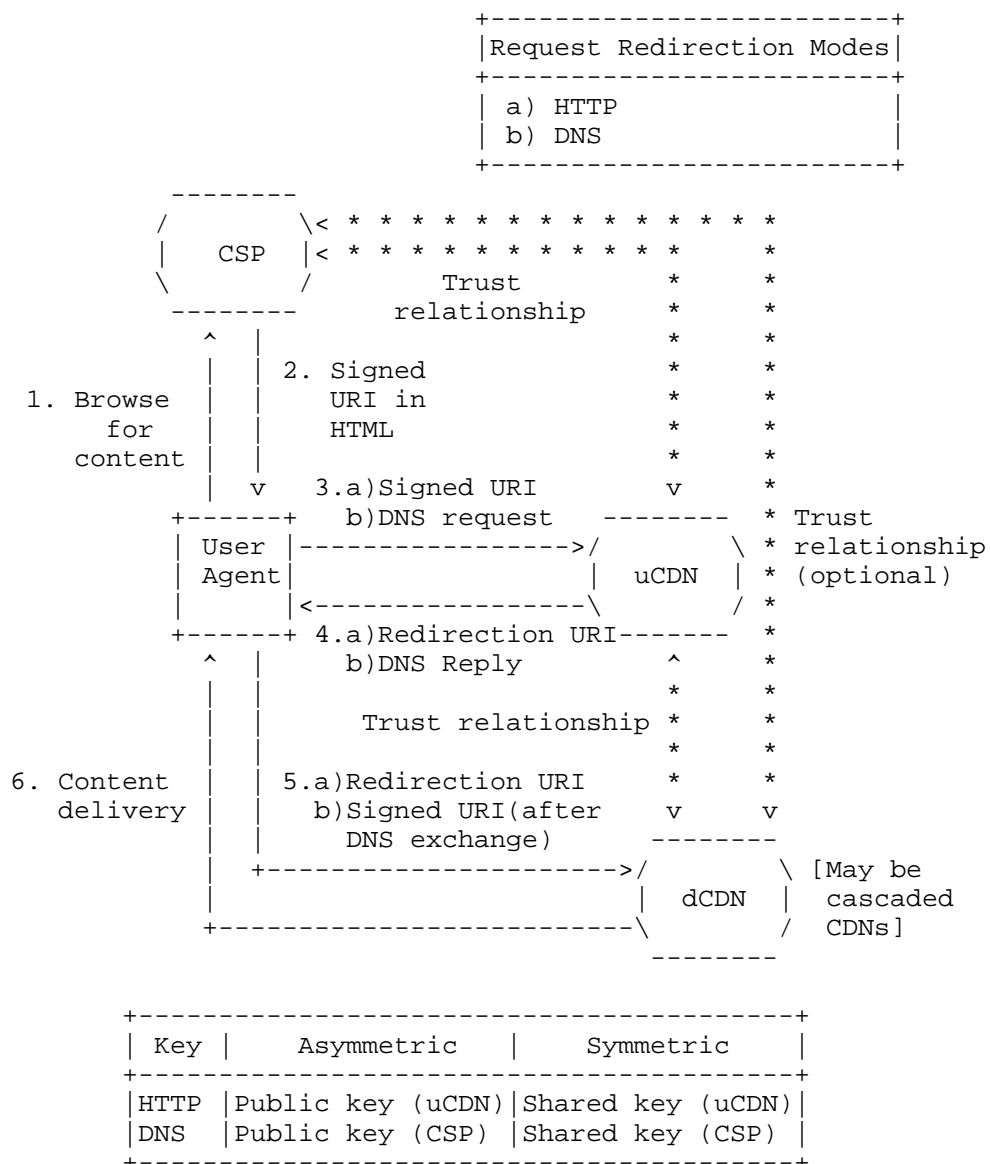 Request Redirection Modes
a) HTTP
b) DNS
CSP
Trust
relationship
2. Signed
URI in
HTML
1. Browse
for
content
3.a)Signed URI
b)DNS request
User
Agent
uCDN
Trust
relationship
(optional)
4.a)Redirection URI
b)DNS Reply
Trust relationship
6. Content
delivery
5.a)Redirection URI
b)Signed URI(after
DNS exchange)
dCDN
[May be
cascaded
CDNs]
Key | Asymmetric | Symmetric
HTTP |Public key (uCDN)|Shared key (uCDN)
DNS |Public key (CSP) |Shared key (CSP)